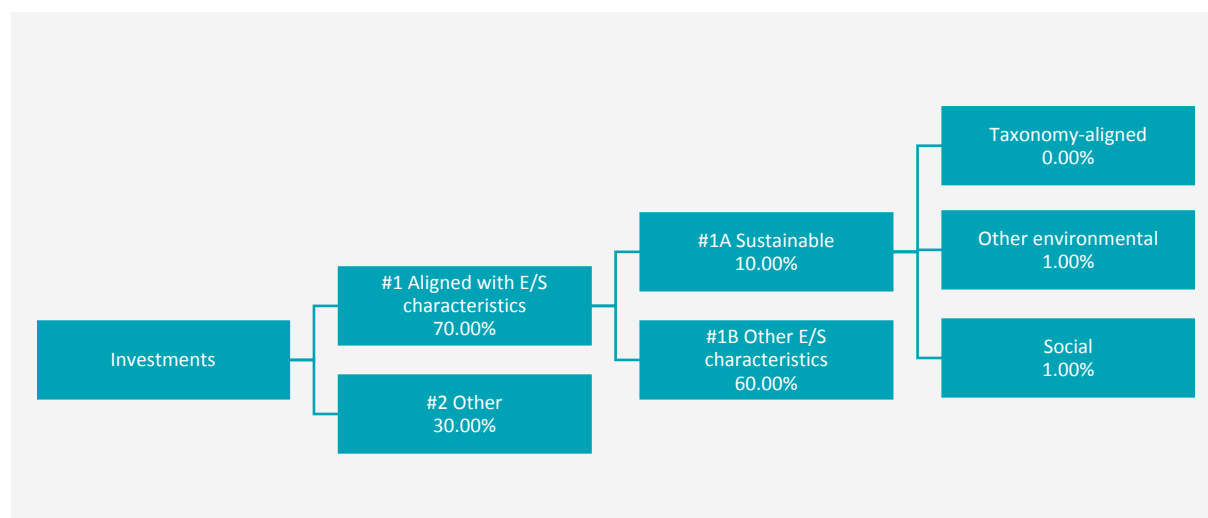 Investments
#1 Aligned with E/S
characteristics
70.00%
#2 Other
30.00%
#1A Sustainable
10.00%
#1B Other E/S
characteristics
60.00%
Taxonomy-aligned
0.00%
Other environmental
1.00%
Social
1.00%